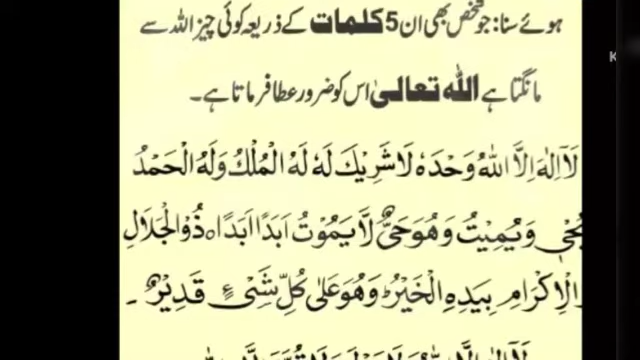 ہوئے سنا: جو شخص بھی ان 5 کلمات کے ذریعہ کوئی چیز اللہ سے
مانگتا ہے اللہ تعالیٰ اس کو ضرور عطا فرماتا ہے۔
لَآ اِلٰهَ اِلَّا اللّٰهُ وَحْدَهٗ لَا شَرِيْكَ لَهٗ لَهُ الْمُلْكُ وَلَهُ الْحَمْدُ
يُحْيٖ وَيُمِيْتُ وَهُوَ حَيٌّ لَّا يَمُوْتُ اَبَدًا اَبَدًا ذُو الْجَلَالِ
وَالْاِكْرَامِ بِيَدِهِ الْخَيْرُ وَهُوَ عَلٰى كُلِّ شَيْءٍ قَدِيْرٌ۔